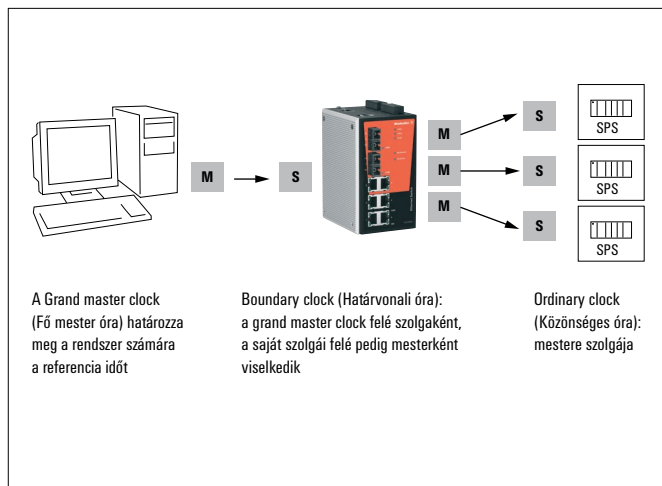 M
S
M
M
M
S
S
S
SPS
SPS
SPS
A Grand master clock
(Fő mester óra) határozza
meg a rendszer számára
a referencia időt
Boundary clock (Határvonali óra):
a grand master clock felé szolgaként,
a saját szolgái felé pedig mesterként
viselkedik
Ordinary clock
(Közönséges óra):
mestere szolgája